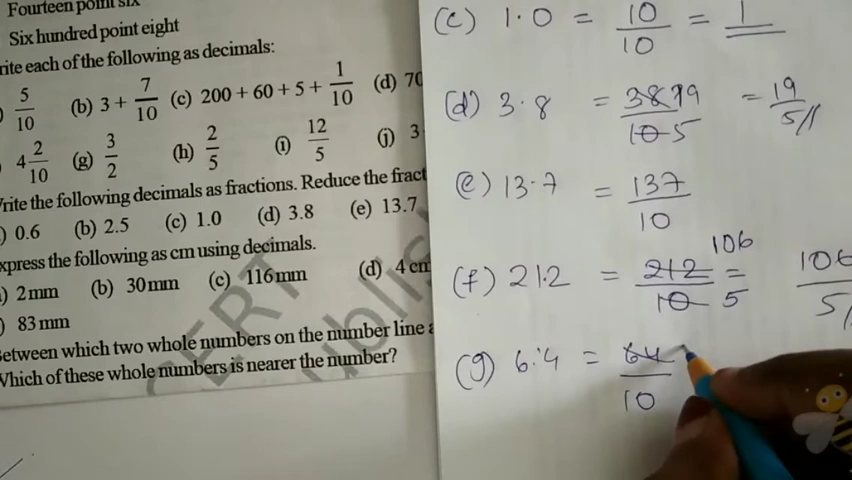 Fourteen point six
Six hundred point eight
rite each of the following as decimals:
5/10 (b) 3 + 7/10 (c) 200 + 60 + 5 + 1/10 (d) 70
4 2/10 (g) 3/2 (h) 2/5 (i) 12/5 (j) 3
rite the following decimals as fractions. Reduce the fract
) 0.6 (b) 2.5 (c) 1.0 (d) 3.8 (e) 13.7
xpress the following as cm using decimals.
) 2 mm (b) 30 mm (c) 116 mm (d) 4 cm
) 83 mm
etween which two whole numbers on the number line a
Which of these whole numbers is nearer the number?
(c) 1.0 = 10/10 = 1
(d) 3.8 = 38 19/10 5 = 19/5
(e) 13.7 = 137/10
(f) 21.2 = 212/10 = 106/5 106/5
(g) 6.4 = 64/10